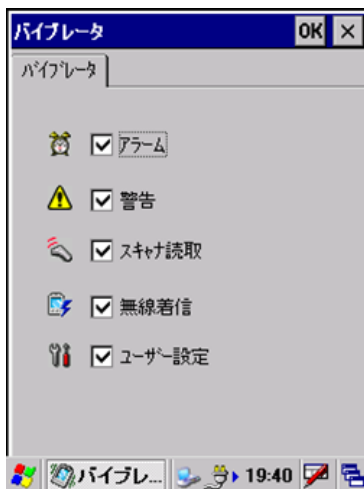 バイブレータ OK ×
バイブレータ
アラーム
警告
スキャナ読取
無線着信
ユーザー設定
バイブレ... 19:40